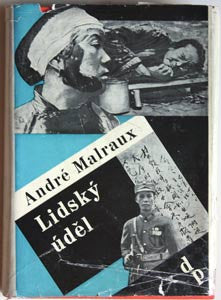 André Malraux
Lidský
úděl
dp